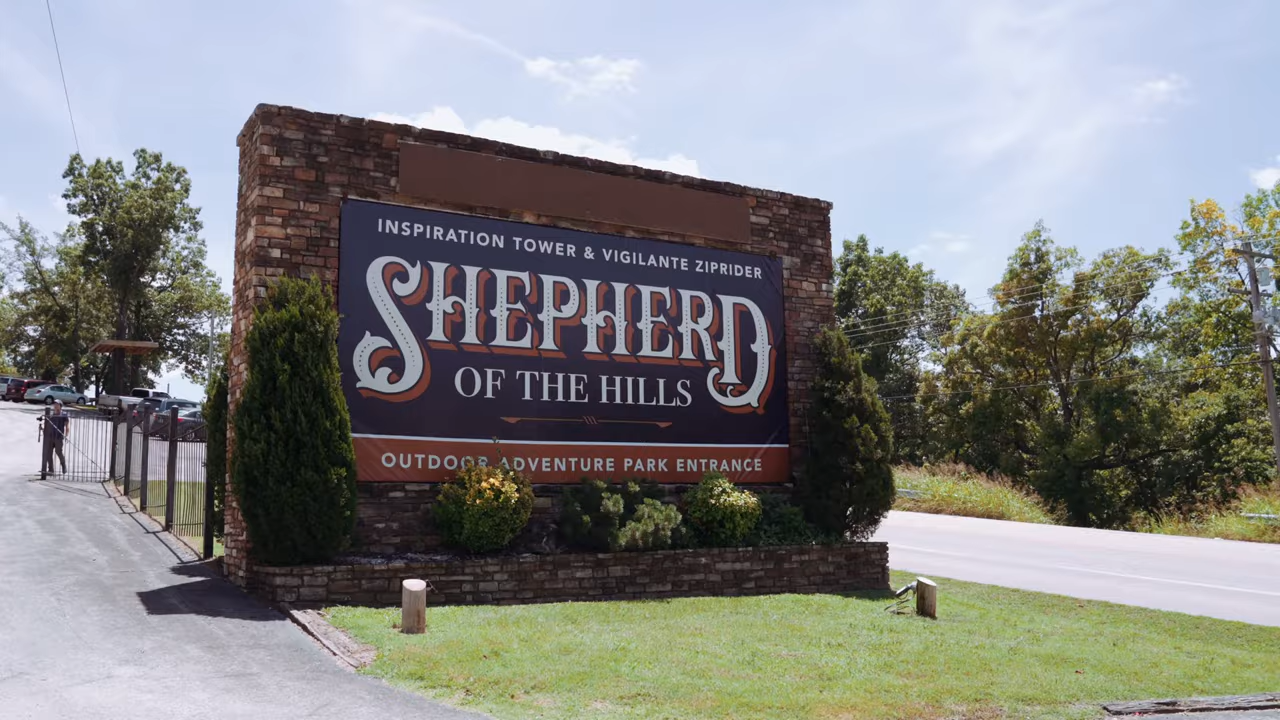 INSPIRATION TOWER & VIGILANTE ZIPRIDER
SHEPHERD
OF THE HILLS
OUTDOOR ADVENTURE PARK ENTRANCE